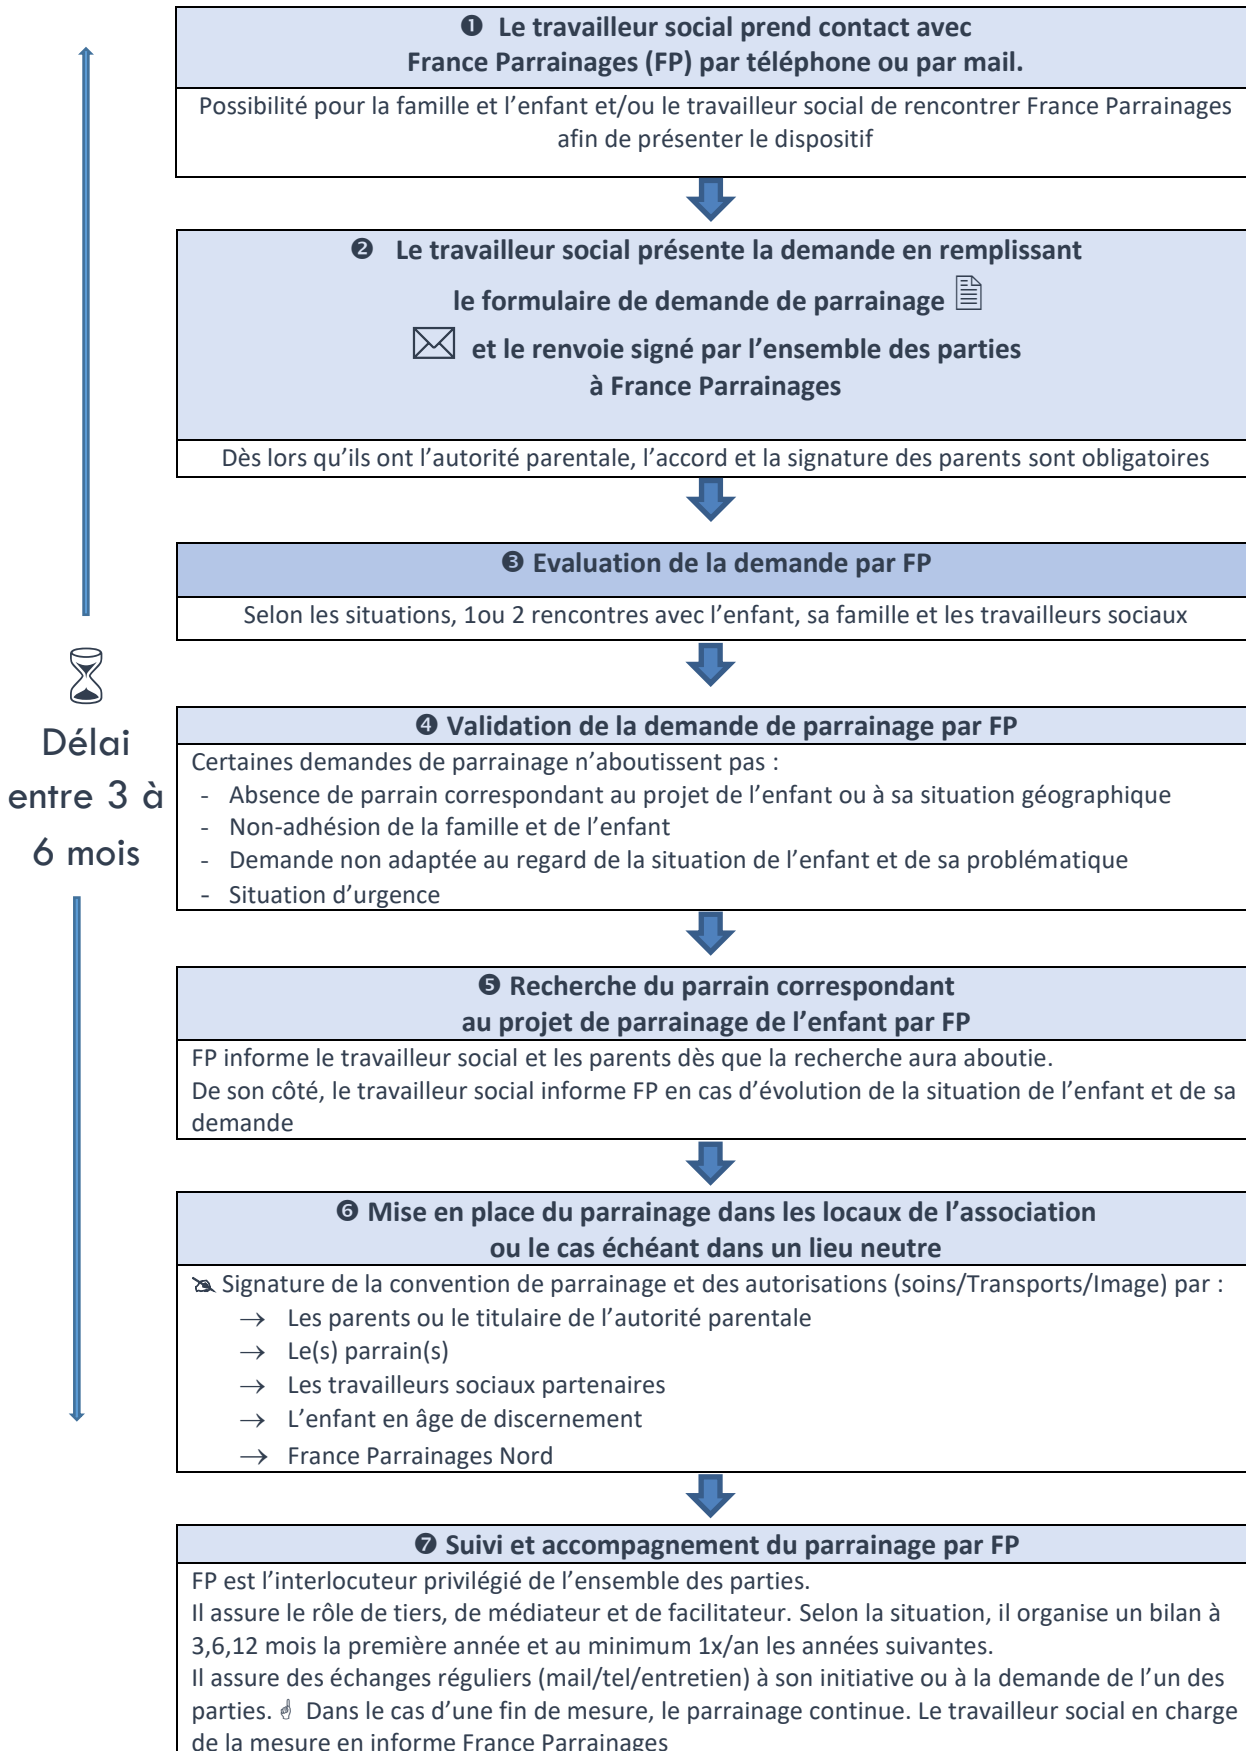 ❶ Le travailleur social prend contact avec
France Parrainages (FP) par téléphone ou par mail.
Possibilité pour la famille et l’enfant et/ou le travailleur social de rencontrer France Parrainages
afin de présenter le dispositif
❷ Le travailleur social présente la demande en remplissant
le formulaire de demande de parrainage
et le renvoie signé par l’ensemble des parties
à France Parrainages
Dès lors qu’ils ont l’autorité parentale, l’accord et la signature des parents sont obligatoires
❸ Evaluation de la demande par FP
Selon les situations, 1ou 2 rencontres avec l’enfant, sa famille et les travailleurs sociaux
Délai
entre 3 à
6 mois
❹ Validation de la demande de parrainage par FP
Certaines demandes de parrainage n’aboutissent pas :
- Absence de parrain correspondant au projet de l’enfant ou à sa situation géographique
- Non-adhésion de la famille et de l’enfant
- Demande non adaptée au regard de la situation de l’enfant et de sa problématique
- Situation d’urgence
❺ Recherche du parrain correspondant
au projet de parrainage de l’enfant par FP
FP informe le travailleur social et les parents dès que la recherche aura aboutie.
De son côté, le travailleur social informe FP en cas d’évolution de la situation de l’enfant et de sa
demande
❻ Mise en place du parrainage dans les locaux de l’association
ou le cas échéant dans un lieu neutre
Signature de la convention de parrainage et des autorisations (soins/Transports/Image) par :
→ Les parents ou le titulaire de l’autorité parentale
→ Le(s) parrain(s)
→ Les travailleurs sociaux partenaires
→ L’enfant en âge de discernement
→ France Parrainages Nord
❼ Suivi et accompagnement du parrainage par FP
FP est l’interlocuteur privilégié de l’ensemble des parties.
Il assure le rôle de tiers, de médiateur et de facilitateur. Selon la situation, il organise un bilan à
3,6,12 mois la première année et au minimum 1x/an les années suivantes.
Il assure des échanges réguliers (mail/tel/entretien) à son initiative ou à la demande de l’un des
parties. Dans le cas d’une fin de mesure, le parrainage continue. Le travailleur social en charge
de la mesure en informe France Parrainages